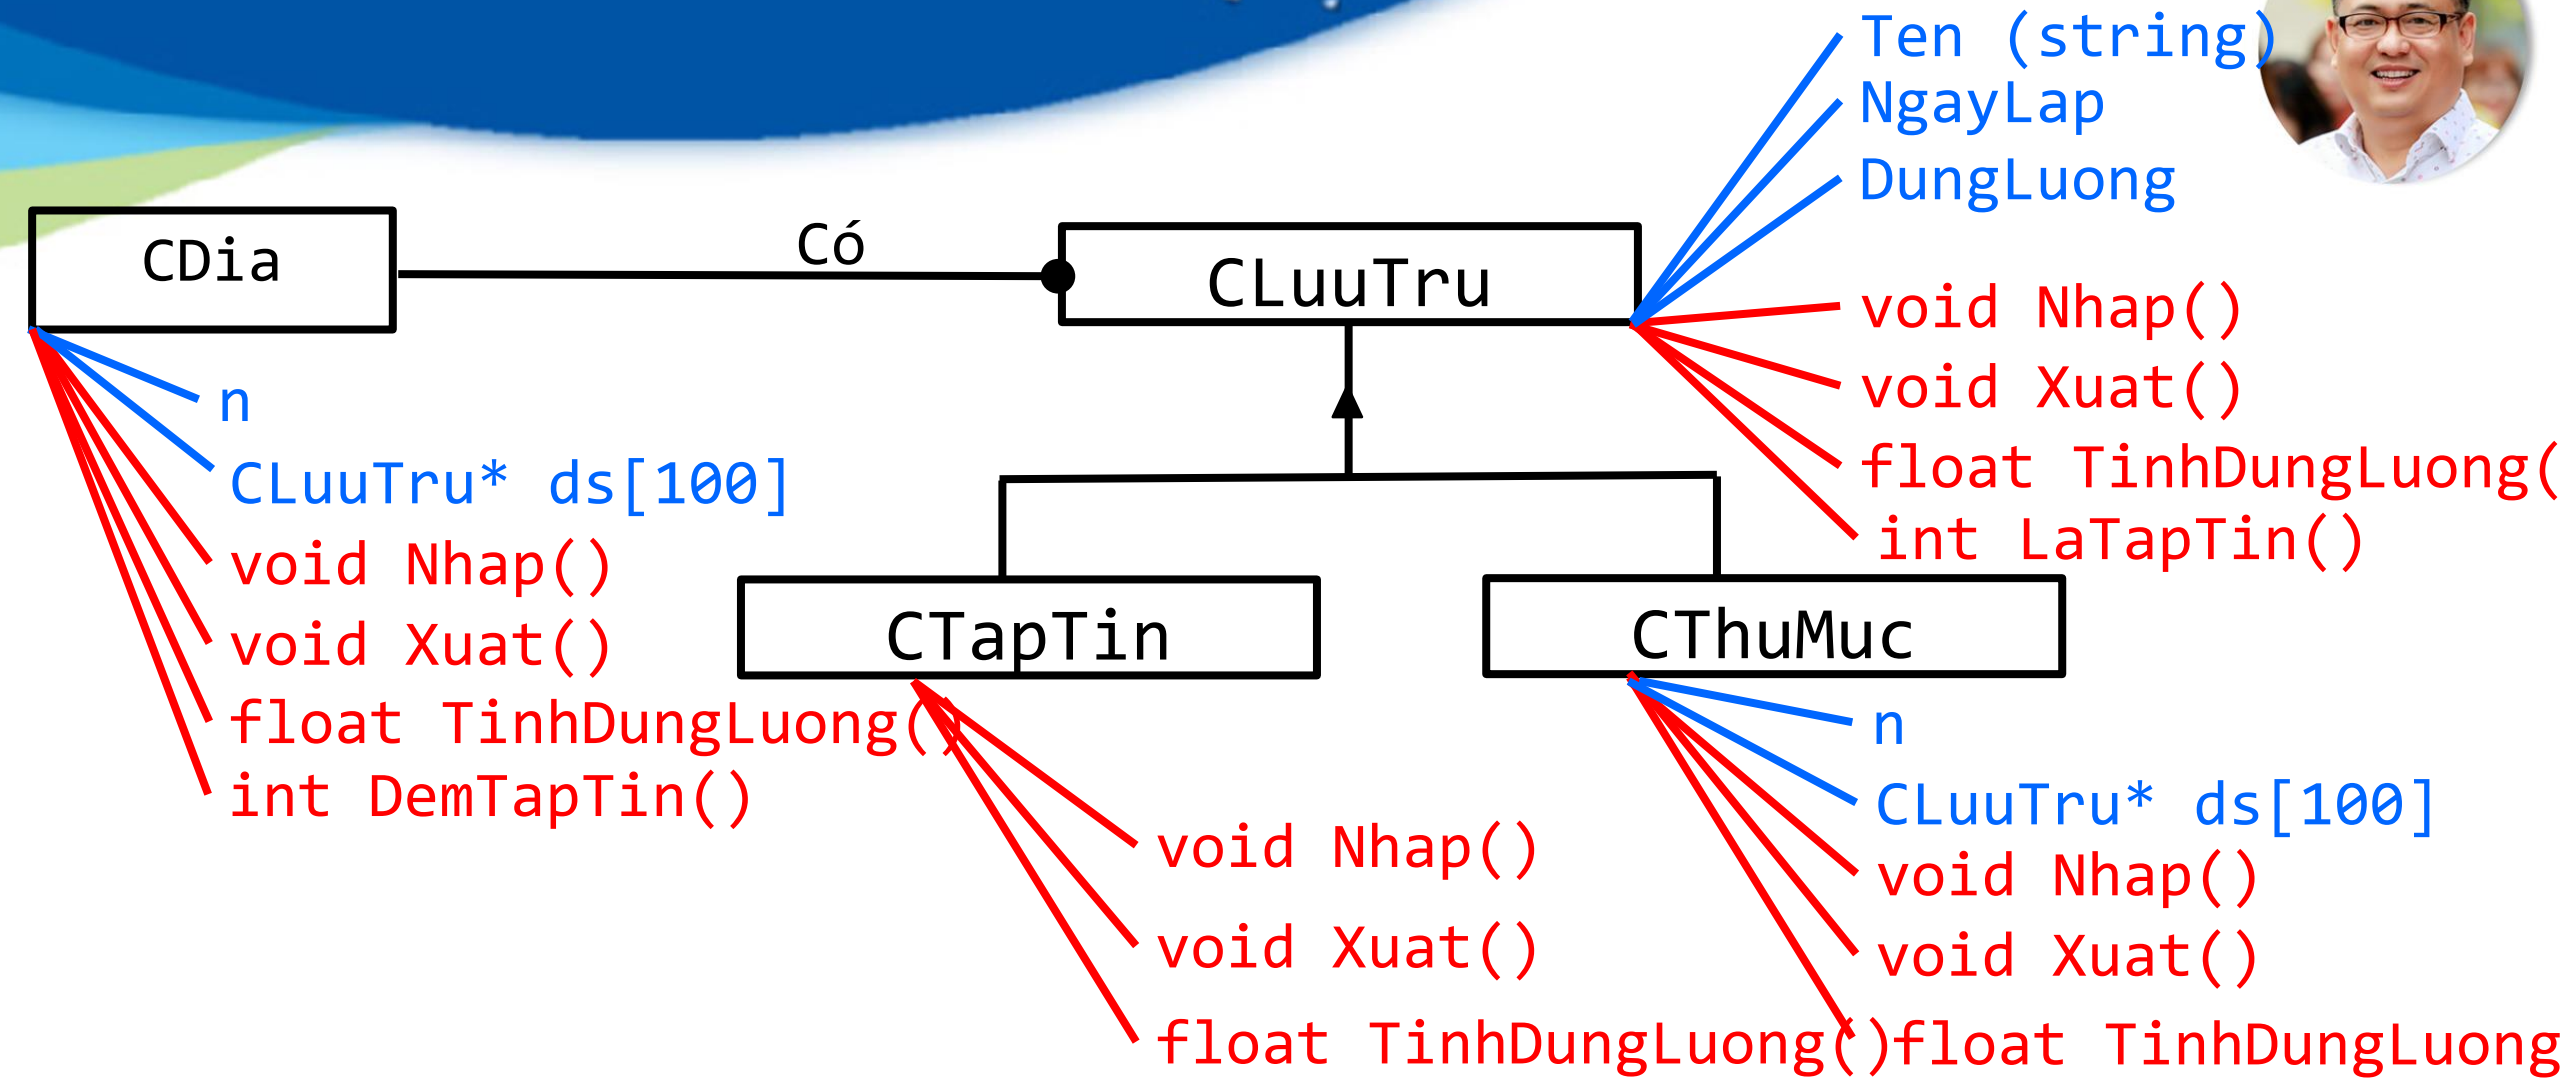 CDia
Có
CLuuTru
Ten (string)
NgayLap
DungLuong
void Nhap()
void Xuat()
float TinhDungLuong(
int LaTapTin()
n
CLuuTru* ds[100]
void Nhap()
void Xuat()
float TinhDungLuong()
int DemTapTin()
CTapTin
void Nhap()
void Xuat()
float TinhDungLuong()
CThuMuc
n
CLuuTru* ds[100]
void Nhap()
void Xuat()
float TinhDungLuong